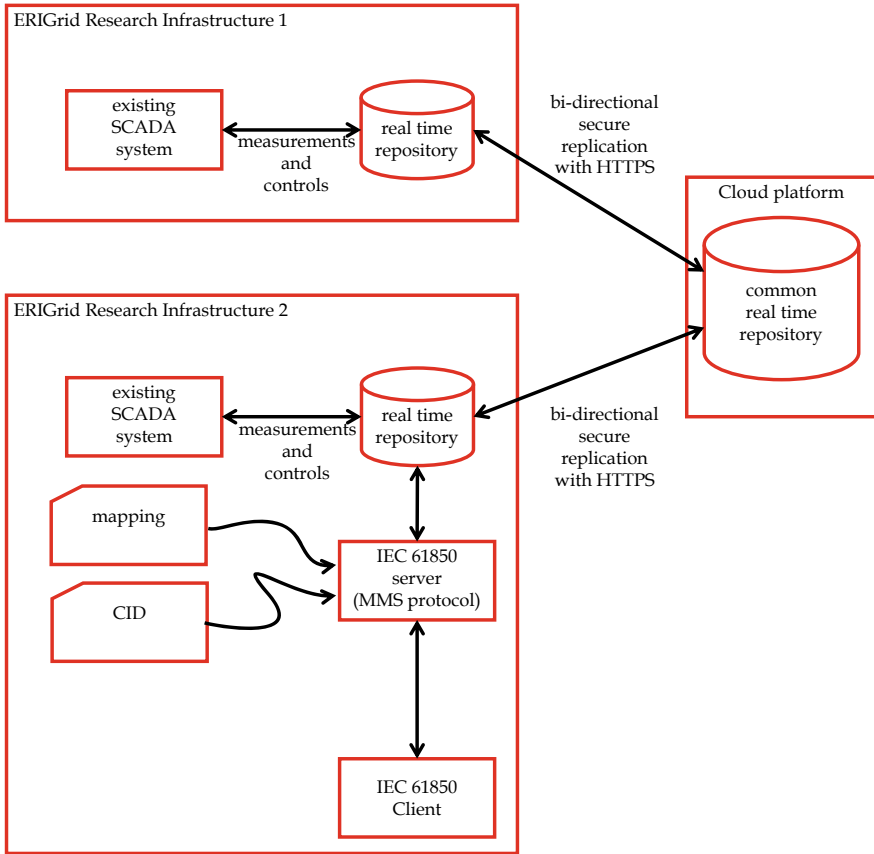 ERIGrid Research Infrastructure 1
existing
SCADA
system
measurements
and
controls
real time
repository
bi-directional
secure
replication
with HTTPS
Cloud platform
common
real time
repository
ERIGrid Research Infrastructure 2
existing
SCADA
system
measurements
and
controls
real time
repository
bi-directional
secure
replication
with HTTPS
mapping
CID
IEC 61850
server
(MMS protocol)
IEC 61850
Client